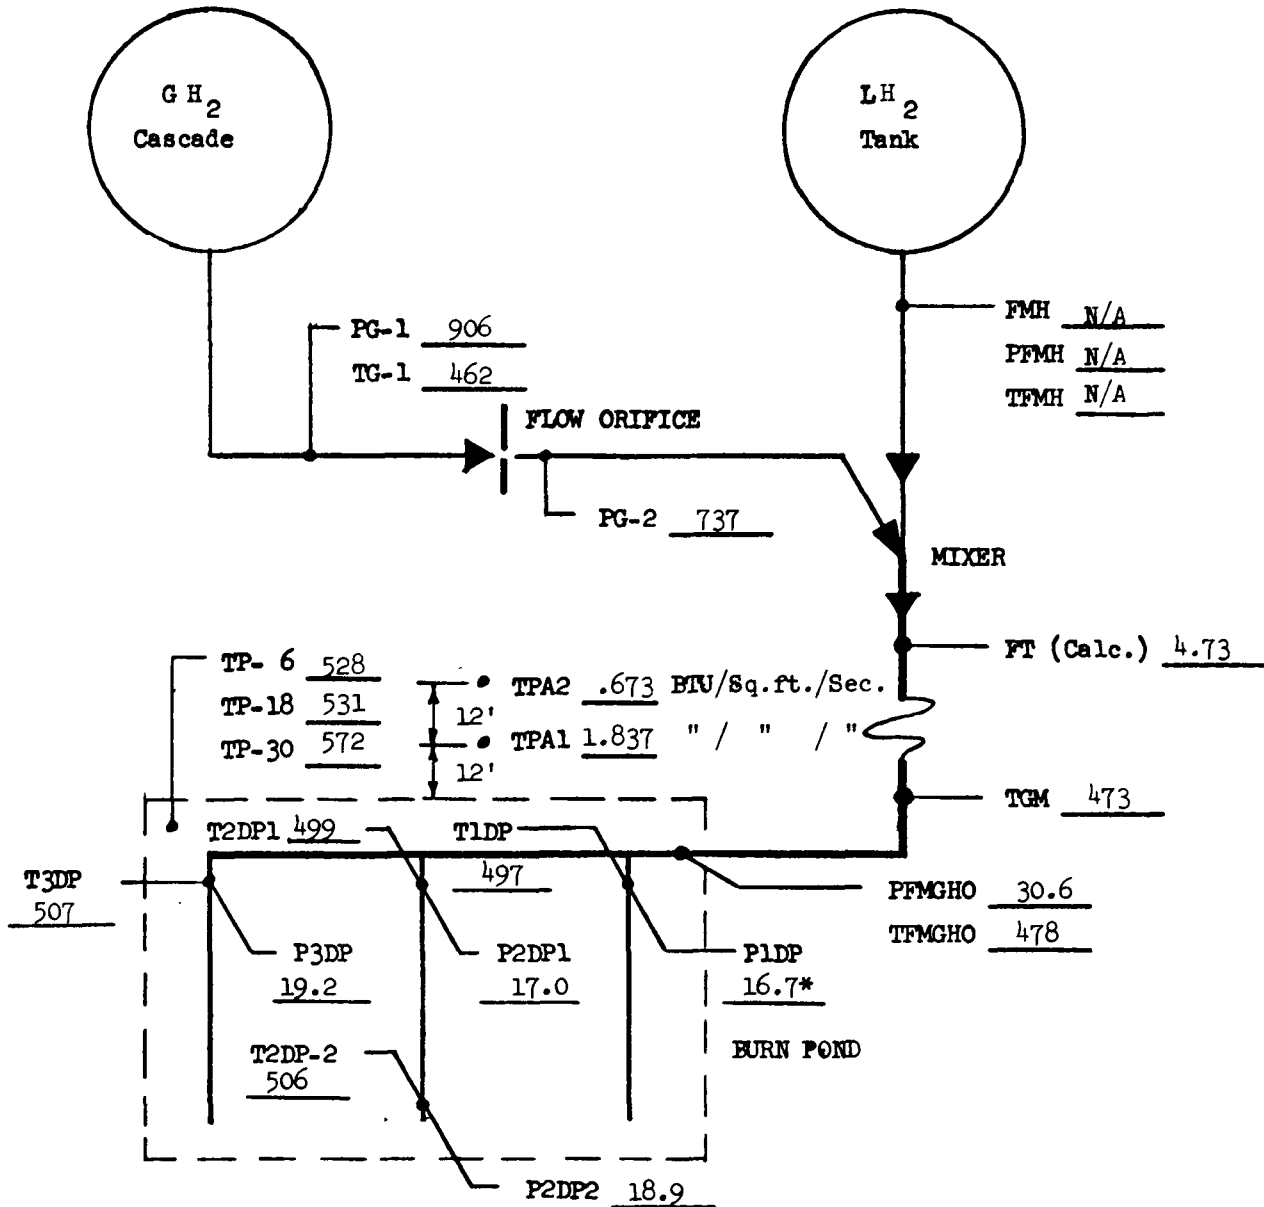 GH2
Cascade
LH2
Tank
FMH N/A
PFMH N/A
TFMH N/A
PG-1 906
TG-1 462
FLOW ORIFICE
PG-2 737
MIXER
FT (Calc.) 4.73
TP- 6 528
TP-18 531
TP-30 572
12'
12'
TPA2 .673 BTU/Sq.ft./Sec.
TPA1 1.837 " / " / "
TGM 473
T2DP1 499
T1DP
497
T3DP
507
PFMGHO 30.6
TFMGHO 478
P3DP
19.2
P2DP1
17.0
P1DP
16.7*
BURN POND
T2DP-2
506
P2DP2 18.9